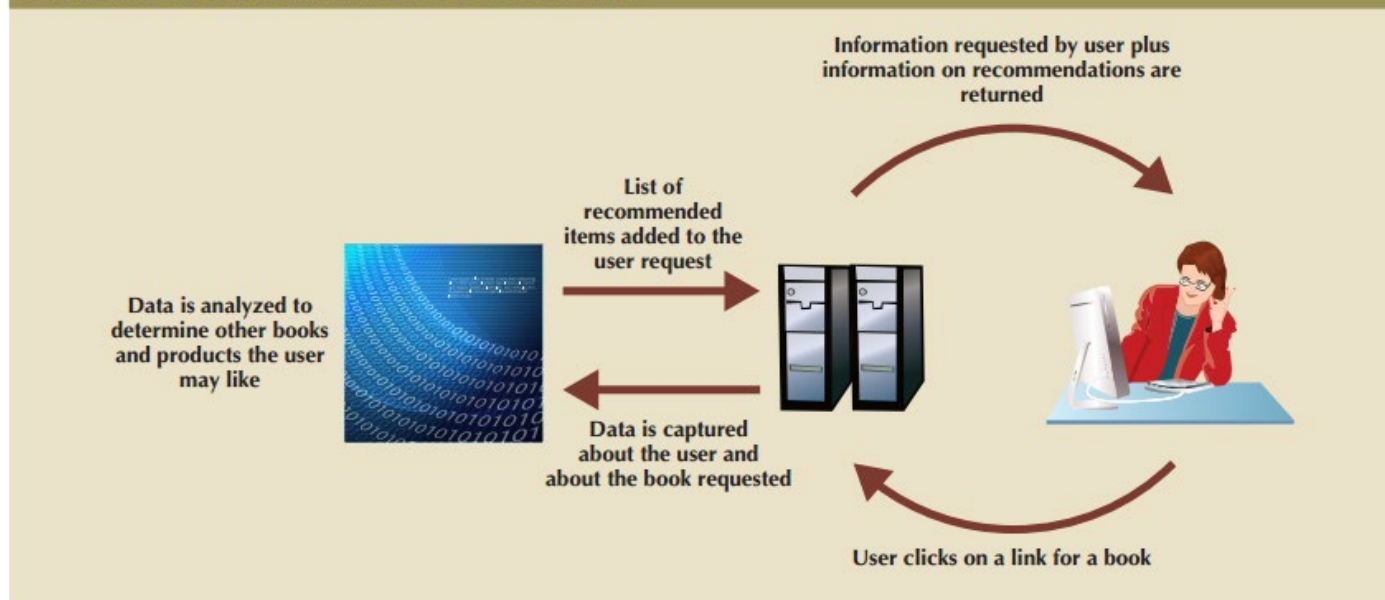 Information requested by user plus
information on recommendations are
returned
List of
recommended
items added to the
user request
Data is analyzed to
determine other books
and products the user
may like
Data is captured
about the user and
about the book requested
User clicks on a link for a book